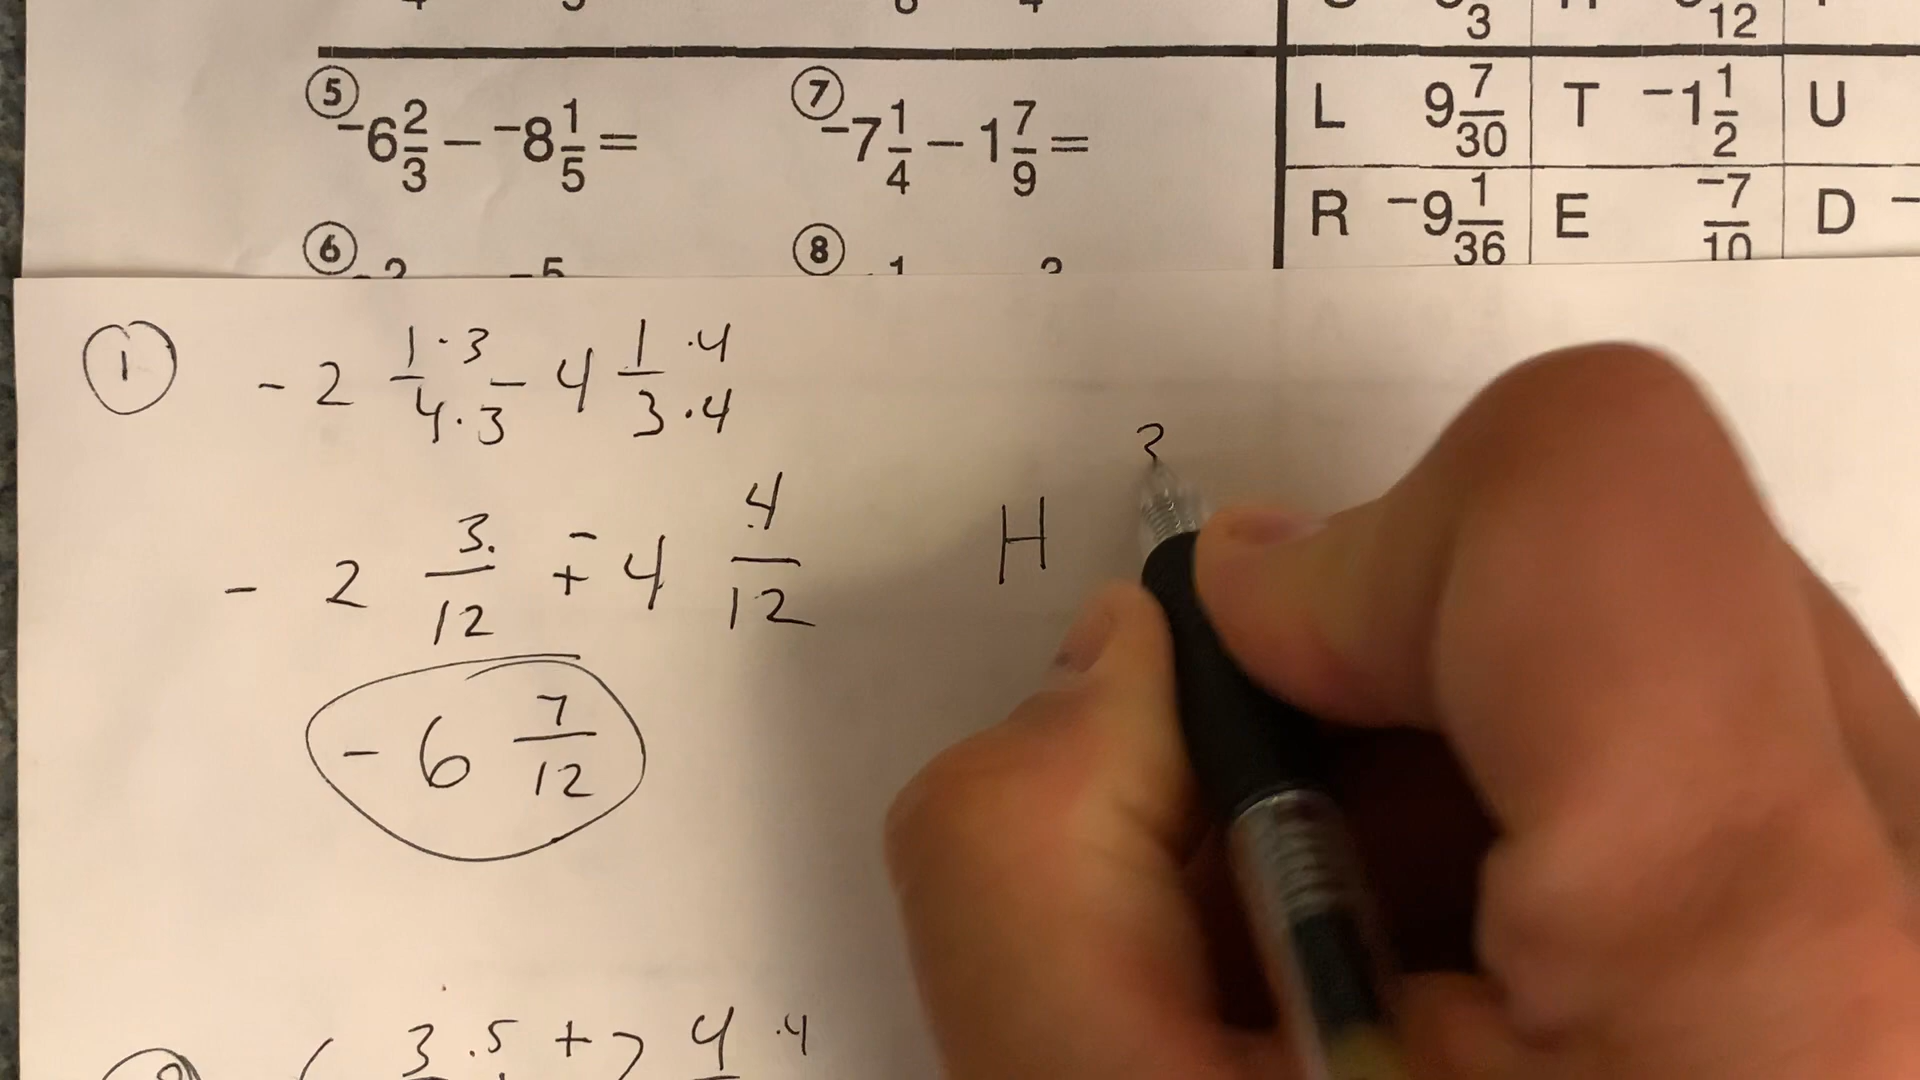 3 12
5 -6 2/3 - -8 1/5 = 7 -7 1/4 - 1 7/9 = L 9 7/30 T -1 1/2 U
R -9 1/36 E -7/10 D -
6 8
1 - 2 1·3/4·3 - 4 1·4/3·4
- 2 3/12 + -4 4/12 H
- 6 7/12
3·5 + 4·4